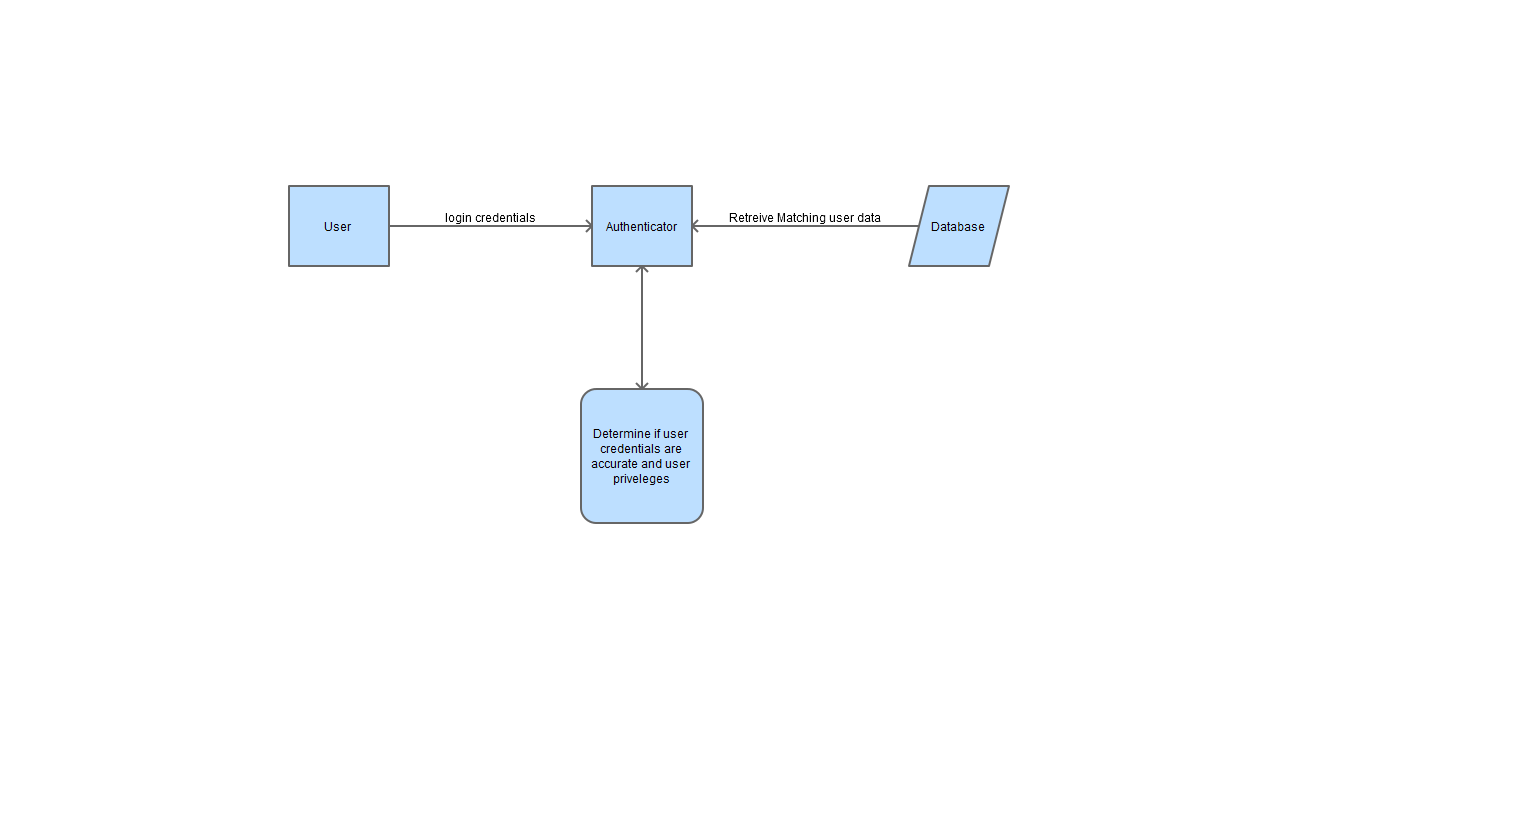 User
login credentials
Authenticator
Retreive Matching user data
Database
Determine if user
credentials are
accurate and user
priveleges